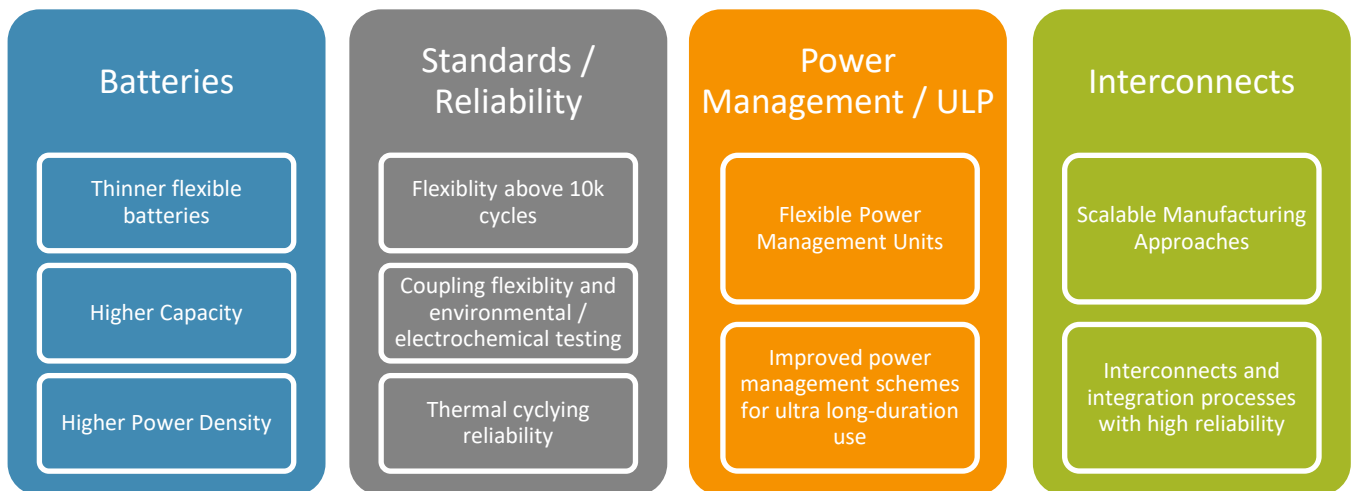 Batteries
Thinner flexible
batteries
Higher Capacity
Higher Power Density
Standards /
Reliability
Flexiblity above 10k
cycles
Coupling flexiblity and
environmental /
electrochemical testing
Thermal cyclying
reliability
Power
Management / ULP
Flexible Power
Management Units
Improved power
management schemes
for ultra long-duration
use
Interconnects
Scalable Manufacturing
Approaches
Interconnects and
integration processes
with high reliability